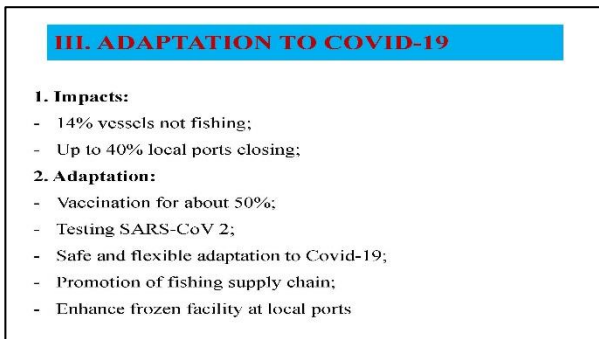 III. ADAPTATION TO COVID-19
1. Impacts:
- 14% vessels not fishing;
- Up to 40% local ports closing;
2. Adaptation:
- Vaccination for about 50%;
- Testing SARS-CoV 2;
- Safe and flexible adaptation to Covid-19;
- Promotion of fishing supply chain;
- Enhance frozen facility at local ports